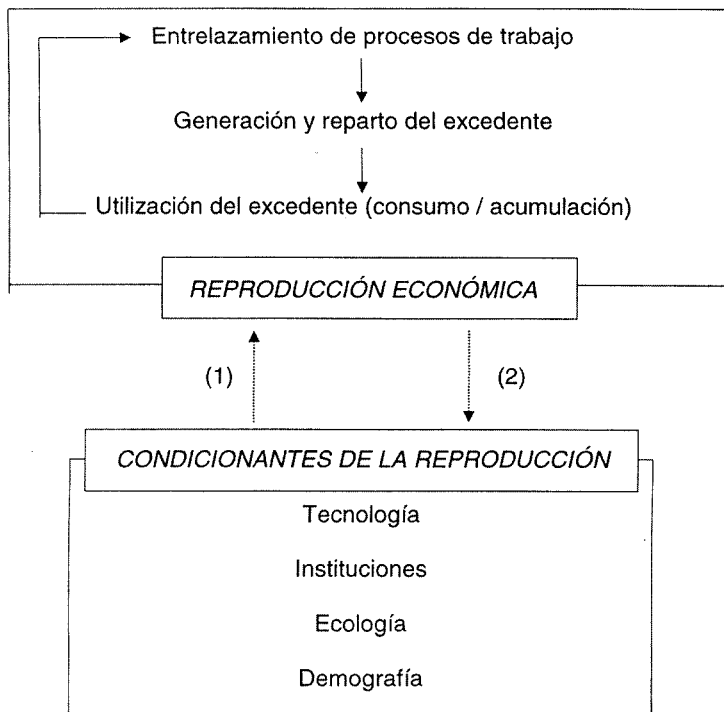 Entrelazamiento de procesos de trabajo
Generación y reparto del excedente
Utilización del excedente (consumo / acumulación)
REPRODUCCIÓN ECONÓMICA
(1)
(2)
CONDICIONANTES DE LA REPRODUCCIÓN
Tecnología
Instituciones
Ecología
Demografía